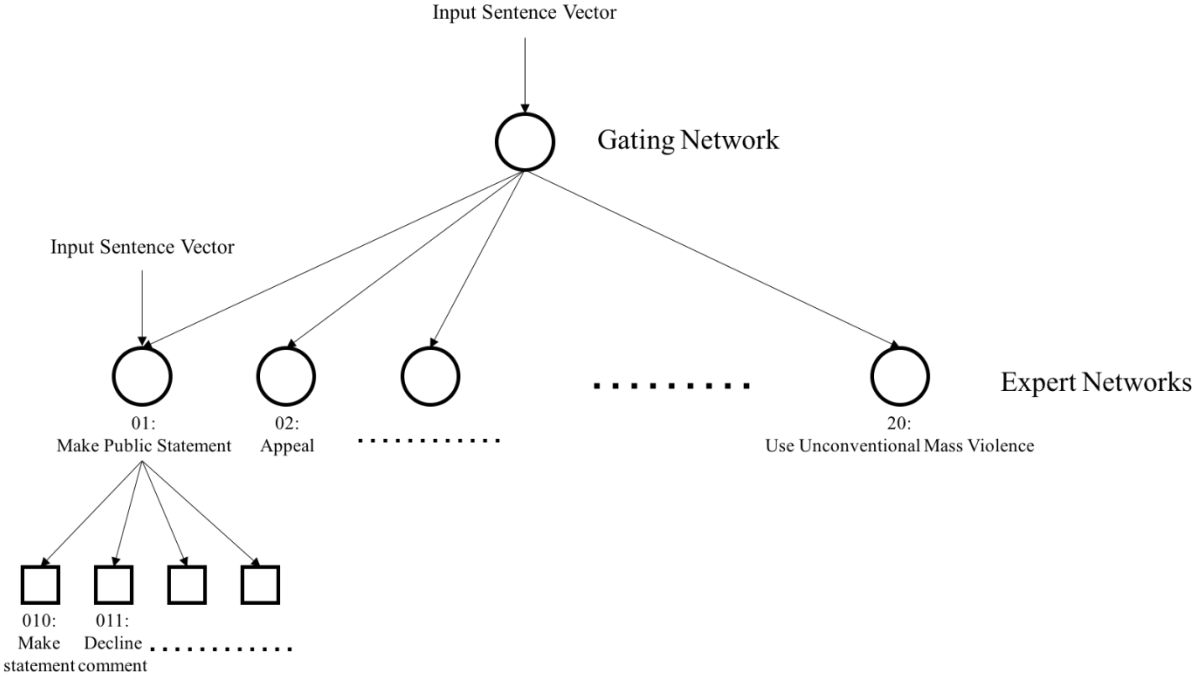 Input Sentence Vector
Gating Network
Input Sentence Vector
Expert Networks
01:
Make Public Statement
02:
Appeal
20:
Use Unconventional Mass Violence
010:
Make
statement
011:
Decline
comment